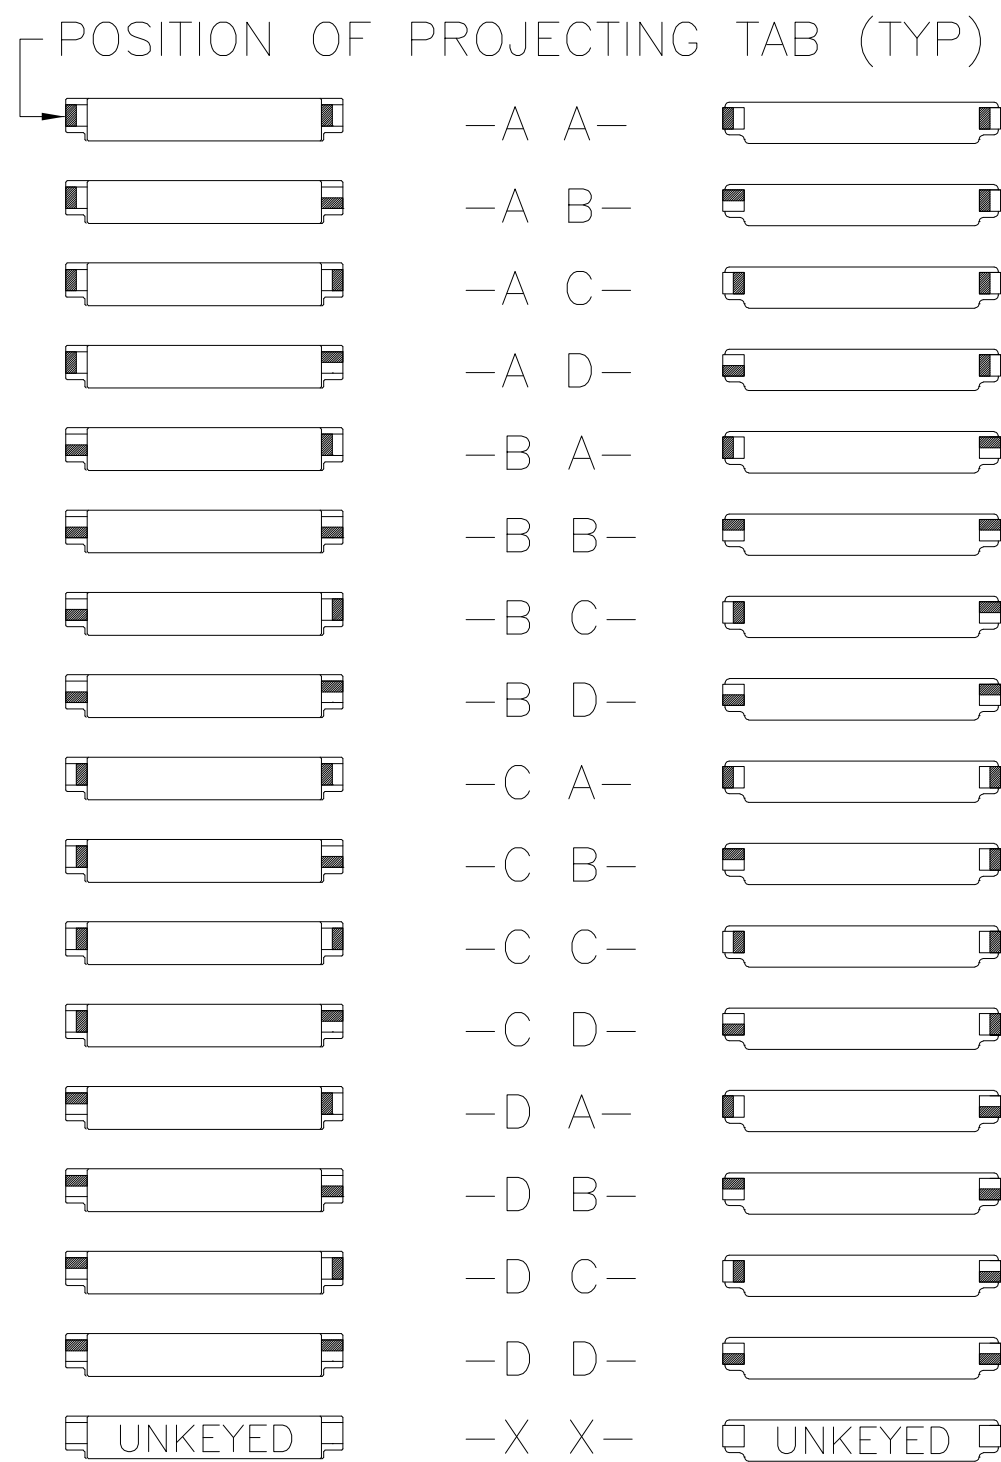 POSITION OF PROJECTING TAB (TYP)
—A A—
—A B—
—A C—
—A D—
—B A—
—B B—
—B C—
—B D—
—C A—
—C B—
—C C—
—C D—
—D A—
—D B—
—D C—
—D D—
UNKEYED —X X— UNKEYED